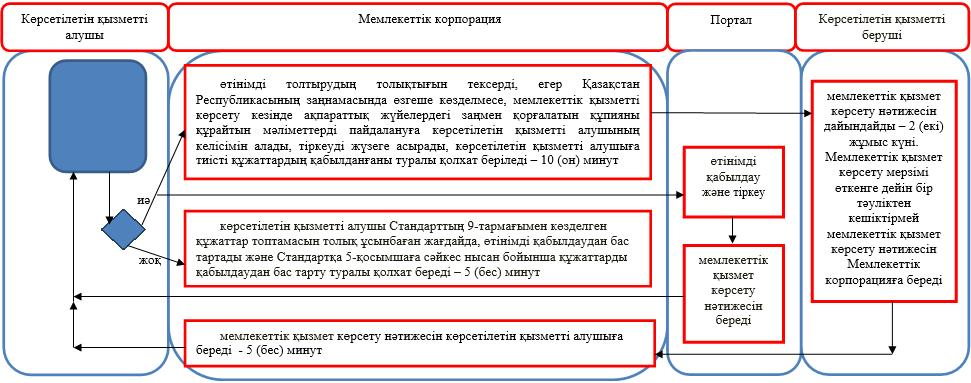 Көрсетілетін қызметті
алушы
Мемлекеттік корпорация
Портал
Көрсетілетін қызметті
беруші
өтінімді толтырудың толықтығын тексерді, егер Қазақстан
Республикасының заңнамасында өзгеше көзделмесе, мемлекеттік қызметті
көрсету кезінде ақпараттық жүйелердегі заңмен қорғалатын құпияны
құрайтын мәліметтерді пайдалануға көрсетілетін қызметті алушының
келісімін алады, тіркеуді жүзеге асырады, көрсетілетін қызметті алушыға
тиісті құжаттардың қабылданғаны туралы қолхат беріледі – 10 (он) минут
иә
жоқ
көрсетілетін қызметті алушы Стандарттың 9-тармағымен көзделген
құжаттар топтамасын толық ұсынбаған жағдайда, өтінімді қабылдаудан бас
тартады және Стандартқа 5-қосымшаға сәйкес нысан бойынша құжаттарды
қабылдаудан бас тарту туралы қолхат береді – 5 (бес) минут
мемлекеттік қызмет көрсету нәтижесін көрсетілетін қызметті алушыға
береді - 5 (бес) минут
өтінімді
қабылдау
және тіркеу
мемлекеттік
қызмет
көрсету
нәтижесін
береді
мемлекеттік қызмет
көрсету нәтижесін
дайындайды – 2 (екі)
жұмыс күні.
Мемлекеттік қызмет
көрсету мерзімі
өткенге дейін бір
тәуліктен
кешіктірмей
мемлекеттік қызмет
көрсету нәтижесін
Мемлекеттік
корпорацияға береді